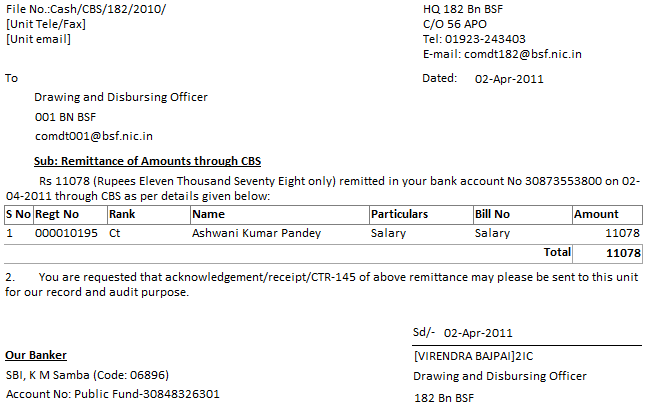 File No.:Cash/CBS/182/2010/ HQ 182 Bn BSF
[Unit Tele/Fax] C/O 56 APO
[Unit email] Tel: 01923-243403
E-mail: comdt182@bsf.nic.in
To Dated: 02-Apr-2011
Drawing and Disbursing Officer
001 BN BSF
comdt001@bsf.nic.in
Sub: Remittance of Amounts through CBS
Rs 11078 (Rupees Eleven Thousand Seventy Eight only) remitted in your bank account No 30873553800 on 02-
04-2011 through CBS as per details given below:
S No Regt No Rank Name Particulars Bill No Amount
1 000010195 Ct Ashwani Kumar Pandey Salary Salary 11078
Total 11078
2. You are requested that acknowledgement/receipt/CTR-145 of above remittance may please be sent to this unit
for our record and audit purpose.
Sd/- 02-Apr-2011
Our Banker [VIRENDRA BAJPAI]2IC
SBI, K M Samba (Code: 06896) Drawing and Disbursing Officer
Account No: Public Fund-30848326301 182 Bn BSF